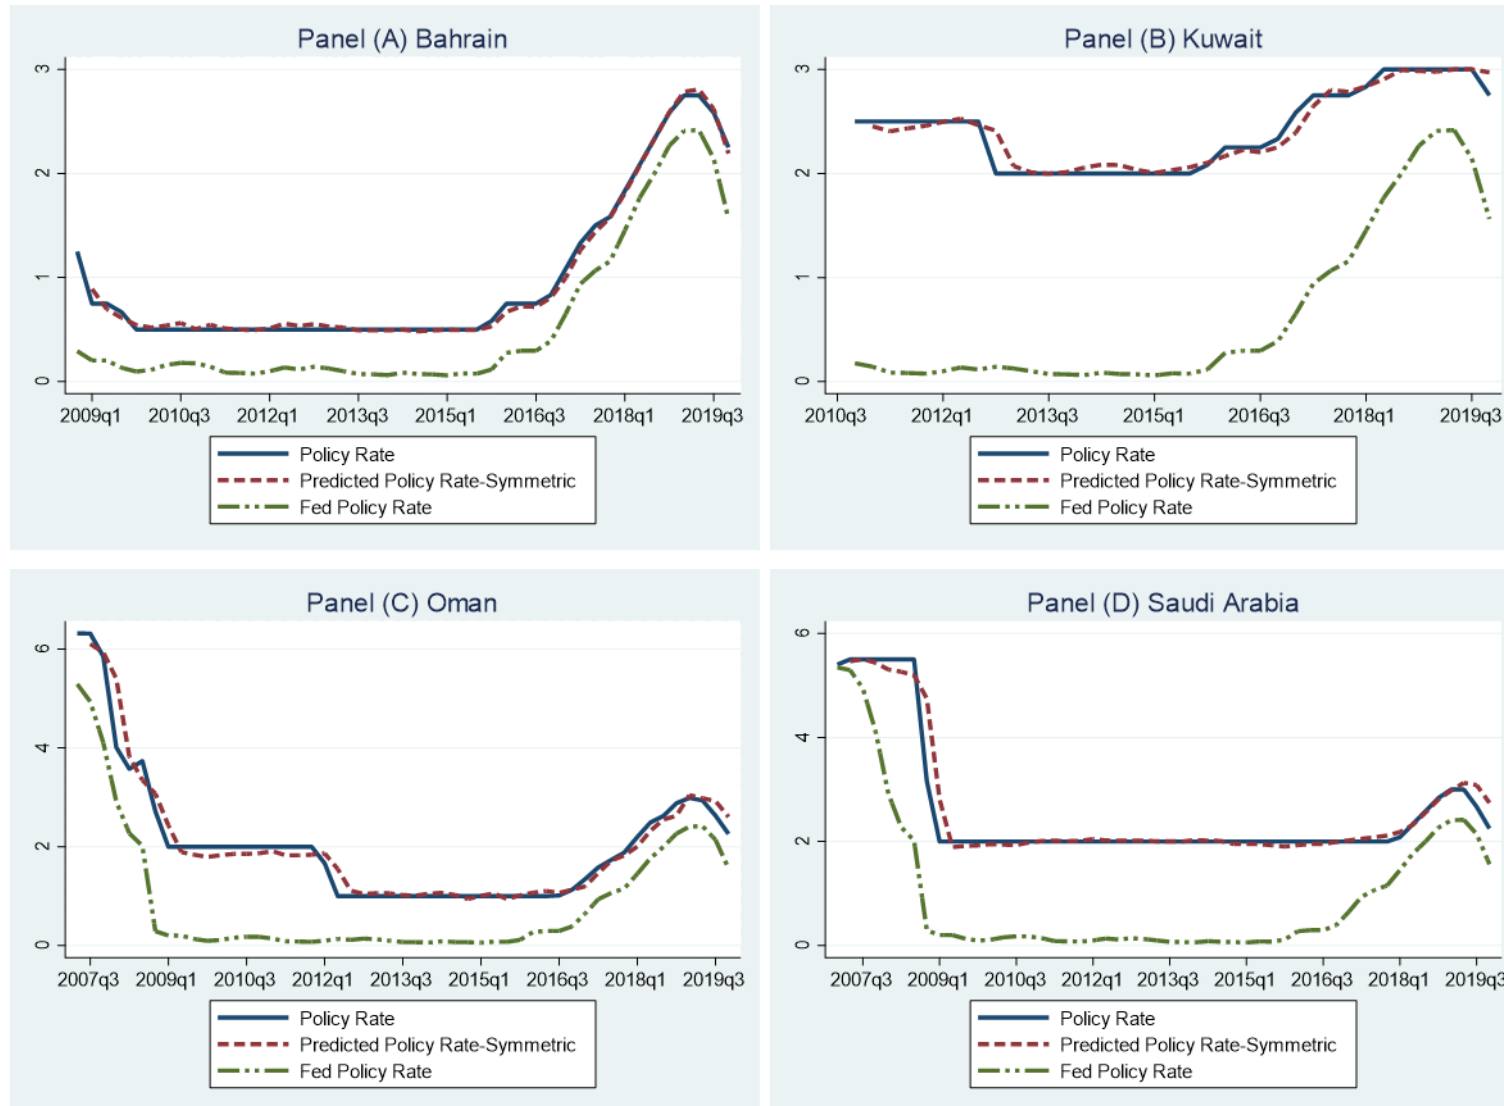 Panel (A) Bahrain
3
2
1
0
2009q1 2010q3 2012q1 2013q3 2015q1 2016q3 2018q1 2019q3
Policy Rate
Predicted Policy Rate-Symmetric
Fed Policy Rate
Panel (B) Kuwait
3
2
1
0
2010q3 2012q1 2013q3 2015q1 2016q3 2018q1 2019q3
Policy Rate
Predicted Policy Rate-Symmetric
Fed Policy Rate
Panel (C) Oman
6
4
2
0
2007q3 2009q1 2010q3 2012q1 2013q3 2015q1 2016q3 2018q1 2019q3
Policy Rate
Predicted Policy Rate-Symmetric
Fed Policy Rate
Panel (D) Saudi Arabia
6
4
2
0
2007q3 2009q1 2010q3 2012q1 2013q3 2015q1 2016q3 2018q1 2019q3
Policy Rate
Predicted Policy Rate-Symmetric
Fed Policy Rate